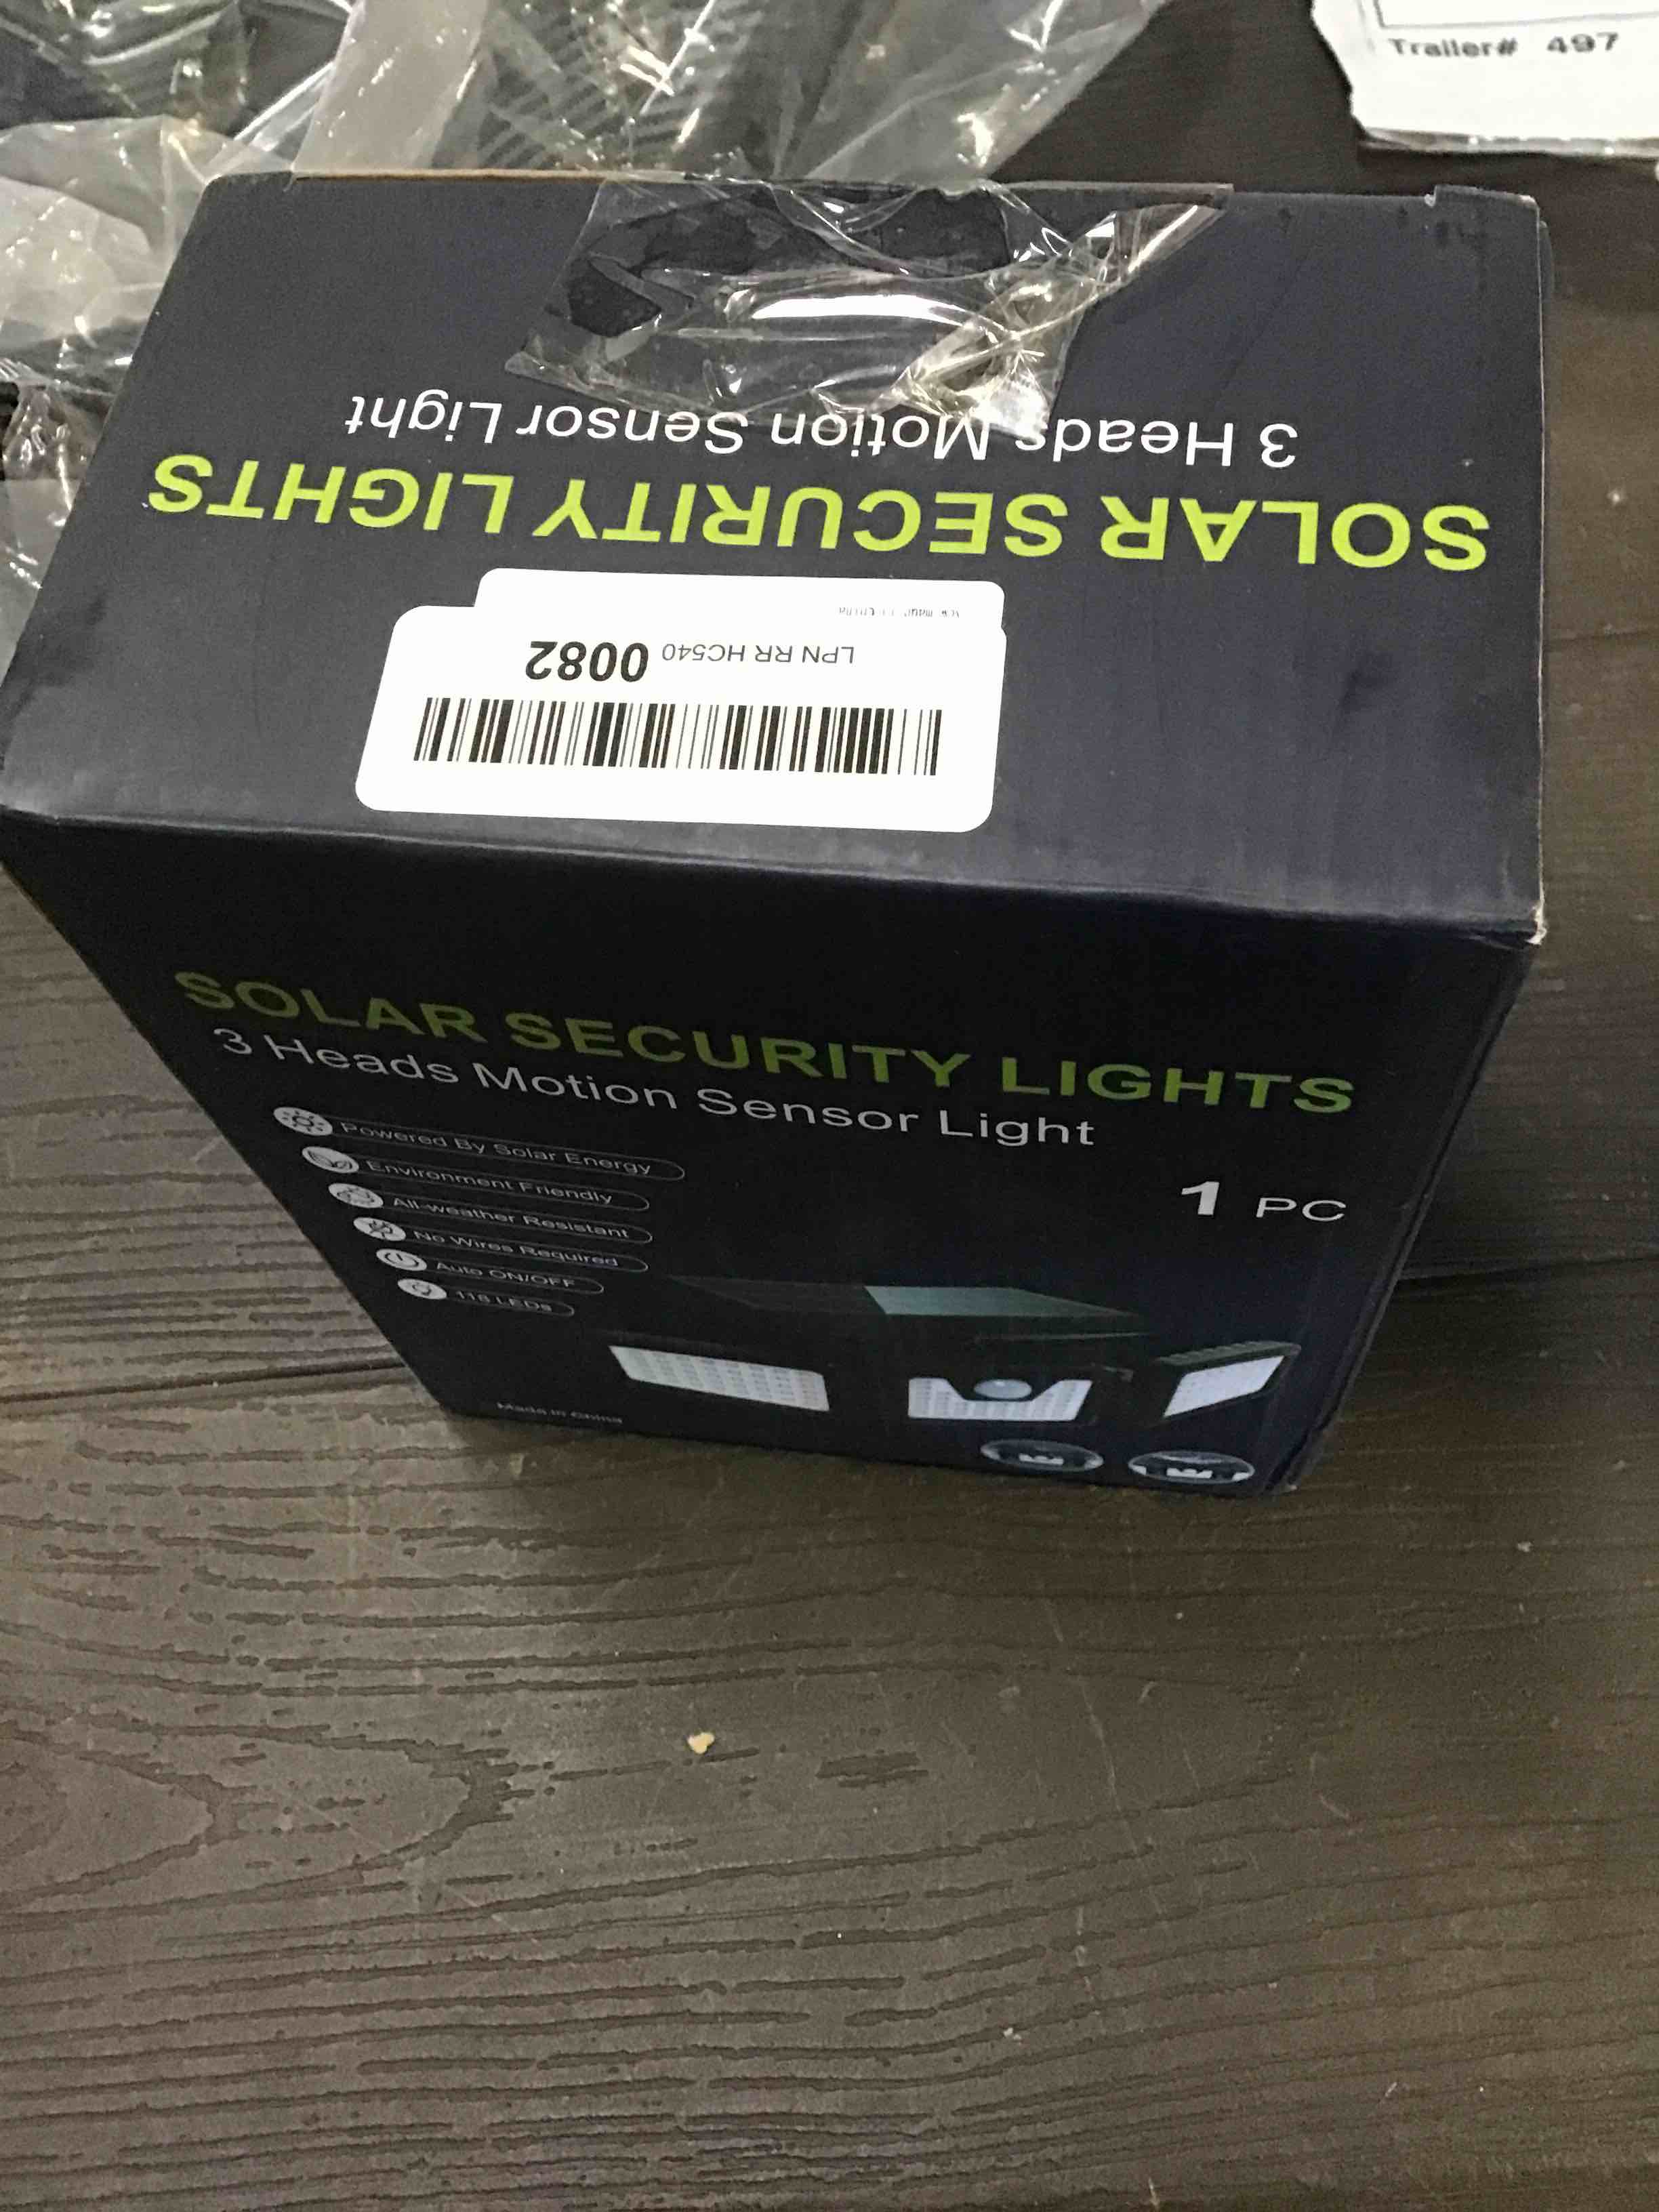 Trailer# 497
SOLAR SECURITY LIGHTS
3 Heads Motion Sensor Light
LPN RR HC540 0082
SOLAR SECURITY LIGHTS
3 Heads Motion Sensor Light
Powered By Solar Energy
Environment Friendly
All-weather Resistant
No Wires Required
Auto ON/OFF
118 LEDs
1 PC
Made in China